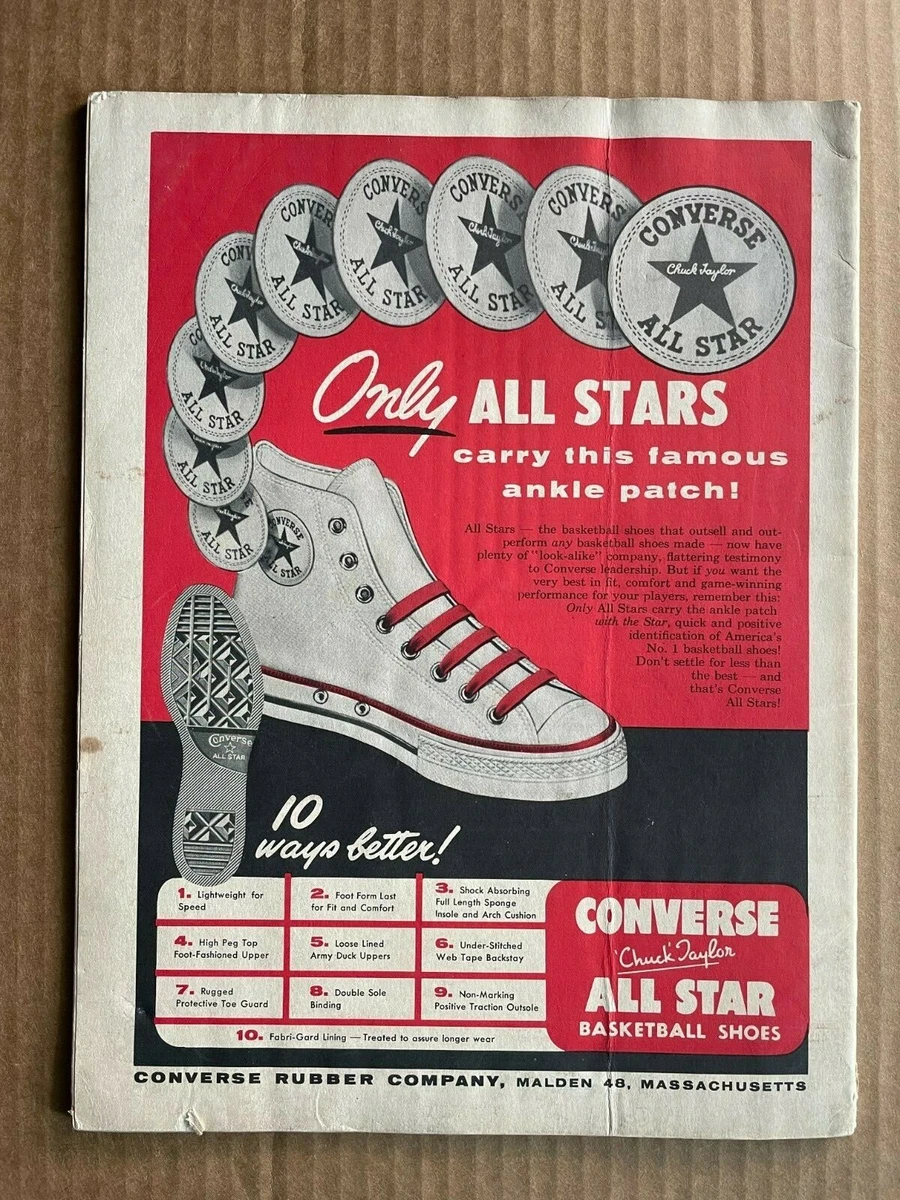 CONVERSE
Chuck Taylor
ALL STAR
Only ALL STARS
carry this famous
ankle patch!
All Stars — the basketball shoes that outsell and out-
perform any basketball shoes made — now have
plenty of "look-alike" company, flattering testimony
to Converse leadership. But if you want the
very best in fit, comfort and game-winning
performance for your players, remember this:
Only All Stars carry the ankle patch
with the Star, quick and positive
identification of America's
No. 1 basketball shoes!
Don't settle for less than
the best — and
that's Converse
All Stars!
CONVERSE
ALL STAR
Converse
ALL STAR
10
ways better!
1. Lightweight for
Speed
2. Foot Form Last
for Fit and Comfort
3. Shock Absorbing
Full Length Sponge
Insole and Arch Cushion
4. High Peg Top
Foot-Fashioned Upper
5. Loose Lined
Army Duck Uppers
6. Under-Stitched
Web Tape Backstay
7. Rugged
Protective Toe Guard
8. Double Sole
Binding
9. Non-Marking
Positive Traction Outsole
10. Fabri-Gard Lining — Treated to assure longer wear
CONVERSE
"Chuck" Taylor
ALL STAR
BASKETBALL SHOES
CONVERSE RUBBER COMPANY, MALDEN 48, MASSACHUSETTS